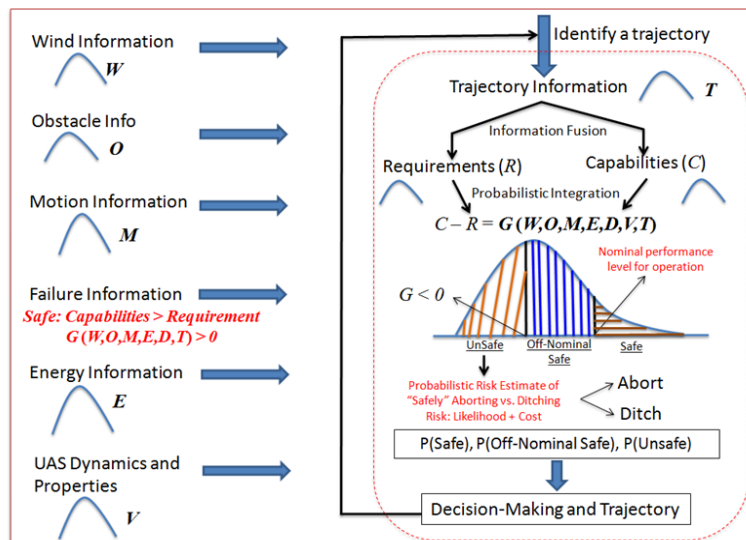 Wind Information
W
Obstacle Info
O
Motion Information
M
Failure Information
Safe: Capabilities > Requirement
G (W,O,M,E,D,T) > 0
Energy Information
E
UAS Dynamics and
Properties
V
Identify a trajectory
Trajectory Information
T
Information Fusion
Requirements (R)
Capabilities (C)
Probabilistic Integration
C – R = G (W,O,M,E,D,V,T)
Nominal performance
level for operation
G < 0
UnSafe
Off-Nominal
Safe
Safe
Probabilistic Risk Estimate of
"Safely" Aborting vs. Ditching
Risk: Likelihood + Cost
Abort
Ditch
P(Safe), P(Off-Nominal Safe), P(Unsafe)
Decision-Making and Trajectory